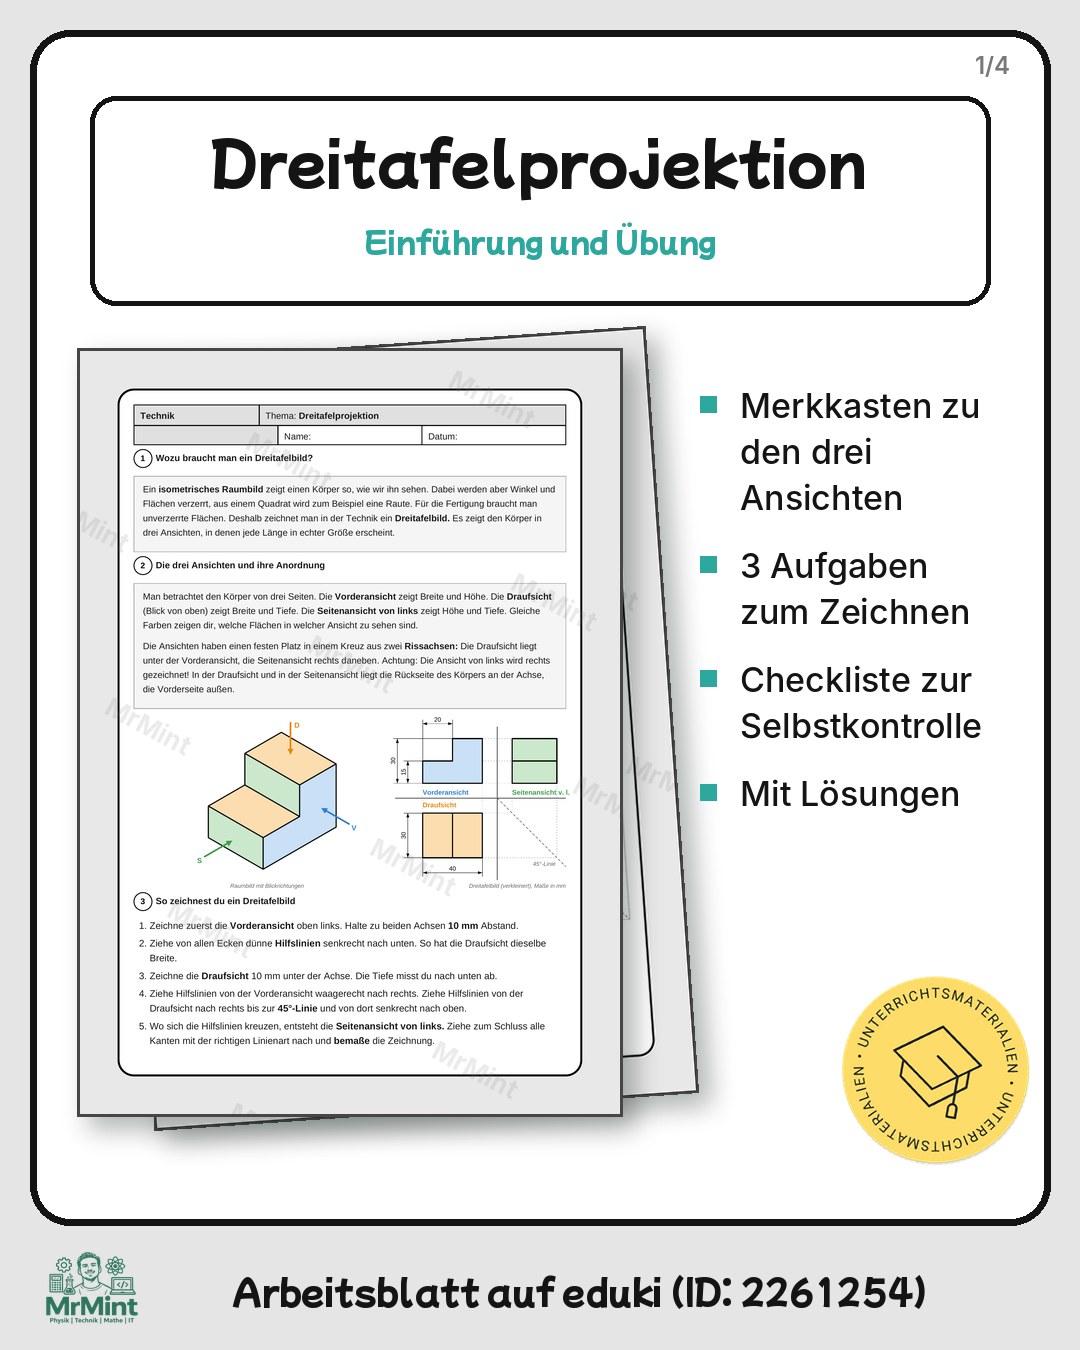 1/4
Dreitafelprojektion
Einführung und Übung
Technik
Thema: Dreitafelprojektion
Name:
Datum:
1 Wozu braucht man ein Dreitafelbild?
Ein isometrisches Raumbild zeigt einen Körper so, wie wir ihn sehen. Dabei werden aber Winkel und
Flächen verzerrt, aus einem Quadrat wird zum Beispiel eine Raute. Für die Fertigung braucht man
unverzerrte Flächen. Deshalb zeichnet man in der Technik ein Dreitafelbild. Es zeigt den Körper in
drei Ansichten, in denen jede Länge in echter Größe erscheint.
2 Die drei Ansichten und ihre Anordnung
Man betrachtet den Körper von drei Seiten. Die Vorderansicht zeigt Breite und Höhe. Die Draufsicht
(Blick von oben) zeigt Breite und Tiefe. Die Seitenansicht von links zeigt Höhe und Tiefe. Gleiche
Farben zeigen dir, welche Flächen in welcher Ansicht zu sehen sind.
Die Ansichten haben einen festen Platz in einem Kreuz aus zwei Rissachsen: Die Draufsicht liegt
unter der Vorderansicht, die Seitenansicht rechts daneben. Achtung: Die Ansicht von links wird rechts
gezeichnet! In der Draufsicht und in der Seitenansicht liegt die Rückseite des Körpers an der Achse,
die Vorderseite außen.
D
V
S
Raumbild mit Blickrichtungen
20
30
15
Vorderansicht
Seitenansicht v. l.
Draufsicht
30
40
45°-Linie
Dreitafelbild (verkleinert), Maße in mm
3 So zeichnest du ein Dreitafelbild
1. Zeichne zuerst die Vorderansicht oben links. Halte zu beiden Achsen 10 mm Abstand.
2. Ziehe von allen Ecken dünne Hilfslinien senkrecht nach unten. So hat die Draufsicht dieselbe
Breite.
3. Zeichne die Draufsicht 10 mm unter der Achse. Die Tiefe misst du nach unten ab.
4. Ziehe Hilfslinien von der Vorderansicht waagerecht nach rechts. Ziehe Hilfslinien von der
Draufsicht nach rechts bis zur 45°-Linie und von dort senkrecht nach oben.
5. Wo sich die Hilfslinien kreuzen, entsteht die Seitenansicht von links. Ziehe zum Schluss alle
Kanten mit der richtigen Linienart nach und bemaße die Zeichnung.
MrMint
MrMint
MrMint
MrMint
MrMint
MrMint
MrMint
MrMint
Merkkasten zu
den drei
Ansichten
3 Aufgaben
zum Zeichnen
Checkliste zur
Selbstkontrolle
Mit Lösungen
UNTERRICHTSMATERIALIEN • UNTERRICHTSMATERIALIEN •
MrMint
Physik | Technik | Mathe | IT
Arbeitsblatt auf eduki (ID: 2261254)